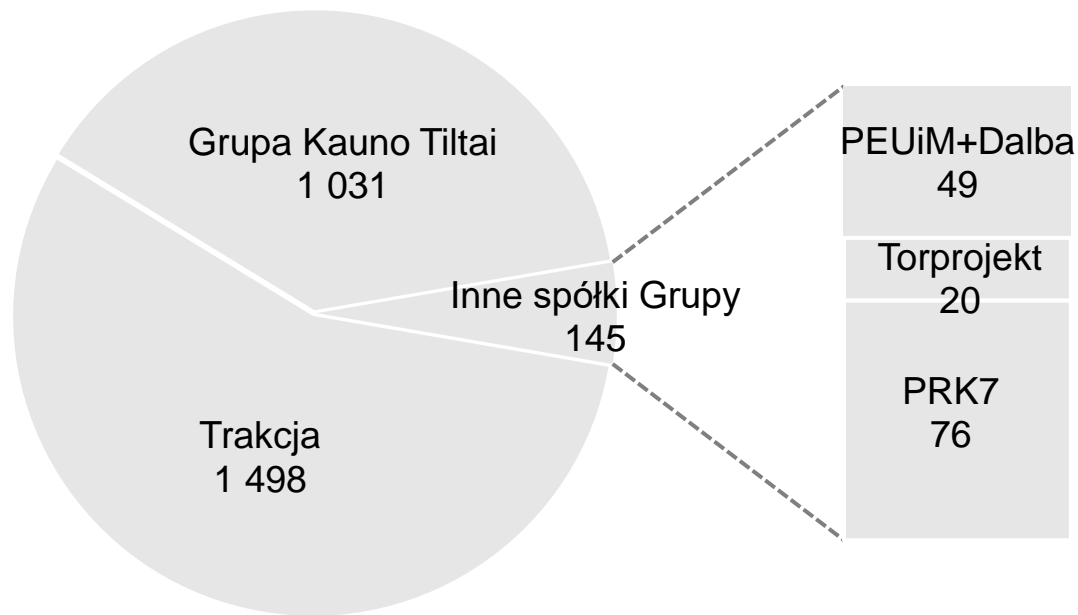 Grupa Kauno Tiltai
1 031
Inne spółki Grupy
145
Trakcja
1 498
PEUiM+Dalba
49
Torprojekt
20
PRK7
76